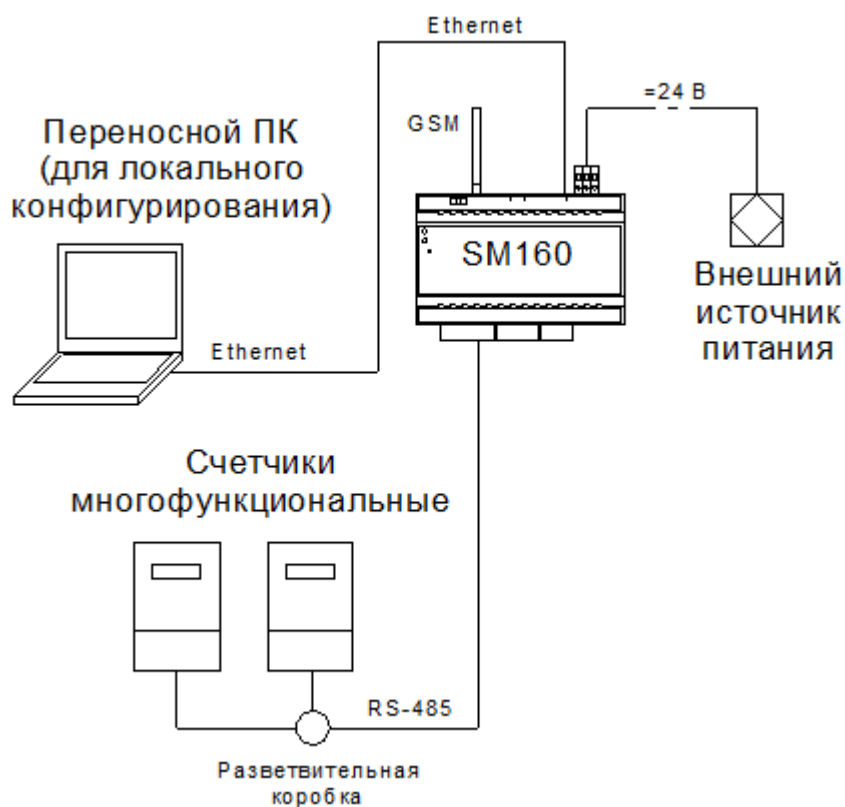 Ethernet
=24 В
GSM
Переносной ПК
(для локального
конфигурирования)
SM160
Внешний
источник
питания
Ethernet
Счетчики
многофункциональные
RS-485
Разветвительная
коробка